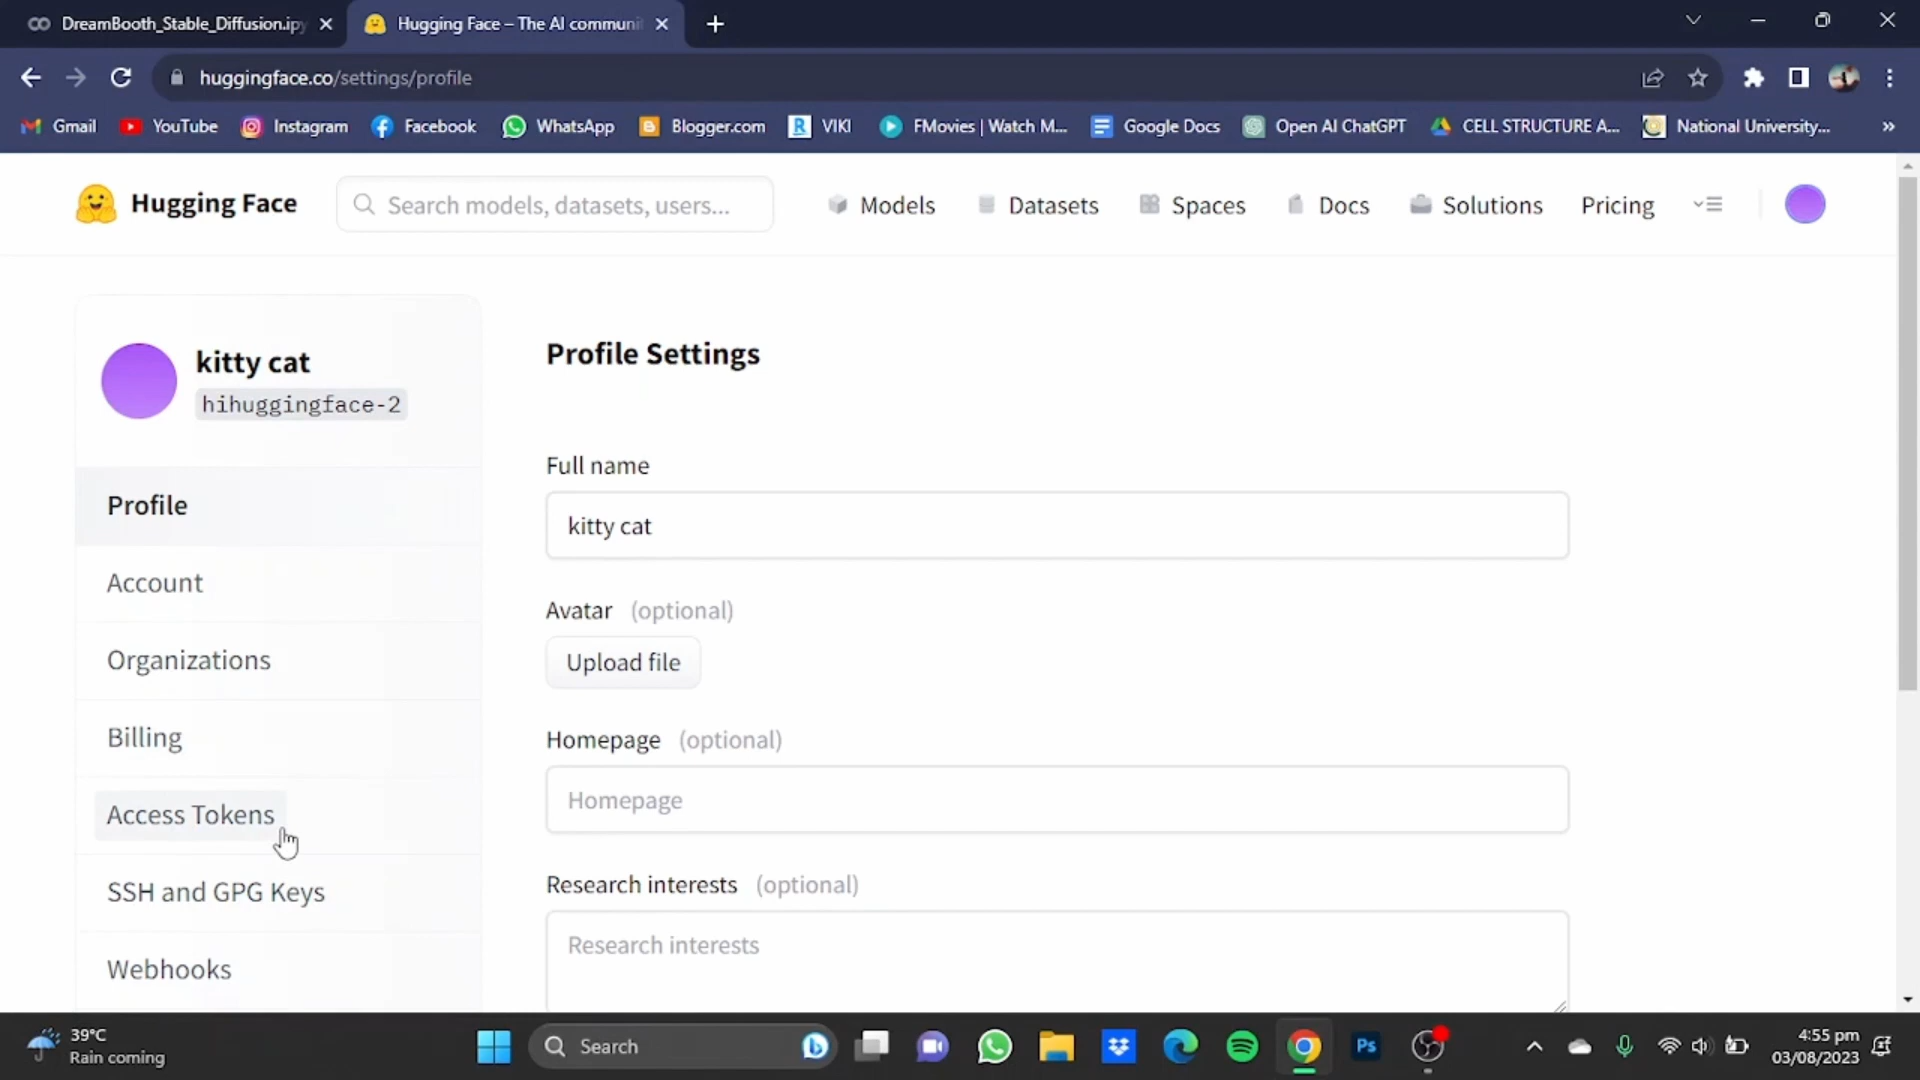 DreamBooth_Stable_Diffusion.ipy
Hugging Face – The AI communi
huggingface.co/settings/profile
Gmail YouTube Instagram Facebook WhatsApp Blogger.com VIKI FMovies | Watch M... Google Docs Open AI ChatGPT CELL STRUCTURE A... National University... »
Hugging Face
Search models, datasets, users...
Models Datasets Spaces Docs Solutions Pricing
kitty cat
hihuggingface-2
Profile
Account
Organizations
Billing
Access Tokens
SSH and GPG Keys
Webhooks
Profile Settings
Full name
kitty cat
Avatar (optional)
Upload file
Homepage (optional)
Homepage
Research interests (optional)
Research interests
39°C
Rain coming
Search
Ps
4:55 pm
03/08/2023